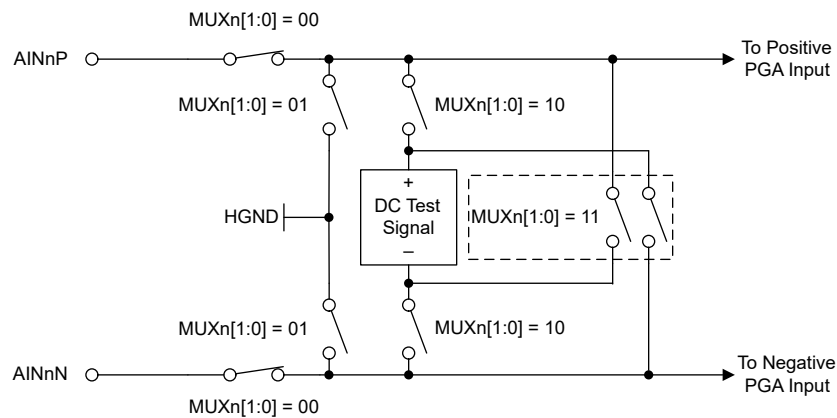 MUXn[1:0] = 00
AINnP
To Positive
PGA Input
MUXn[1:0] = 01
MUXn[1:0] = 10
+
DC Test
Signal
–
HGND
MUXn[1:0] = 11
MUXn[1:0] = 01
MUXn[1:0] = 10
AINnN
To Negative
PGA Input
MUXn[1:0] = 00